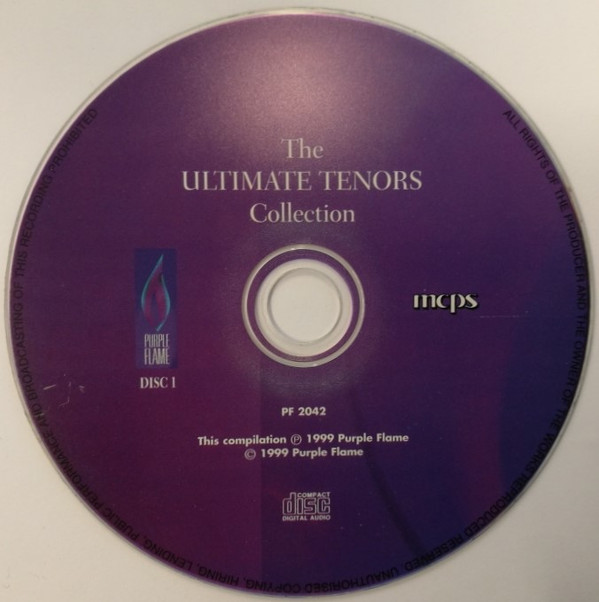 The
ULTIMATE TENORS
Collection
mcps
PURPLE
FLAME
DISC 1
PF 2042
This compilation ℗ 1999 Purple Flame
© 1999 Purple Flame
COMPACT
disc
DIGITAL AUDIO
ALL RIGHTS OF THE PRODUCER AND THE OWNER OF THE WORKS REPRODUCED RESERVED. UNAUTHORISED COPYING, HIRING, LENDING, PUBLIC PERFORMANCE AND BROADCASTING OF THIS RECORDING PROHIBITED